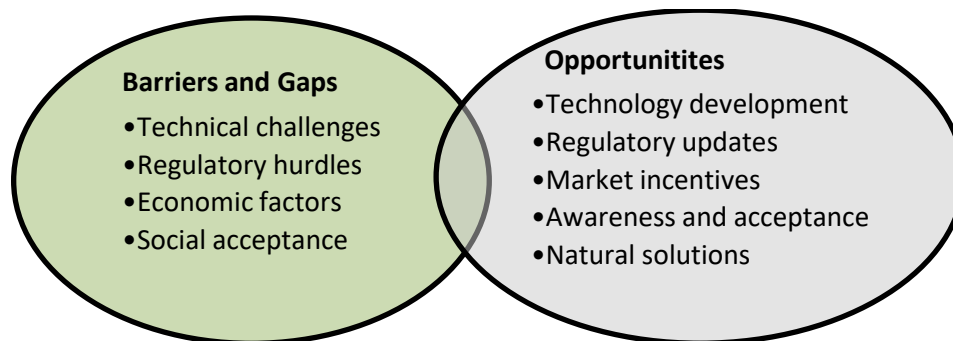 Barriers and Gaps
•Technical challenges
•Regulatory hurdles
•Economic factors
•Social acceptance
Opportunitites
•Technology development
•Regulatory updates
•Market incentives
•Awareness and acceptance
•Natural solutions